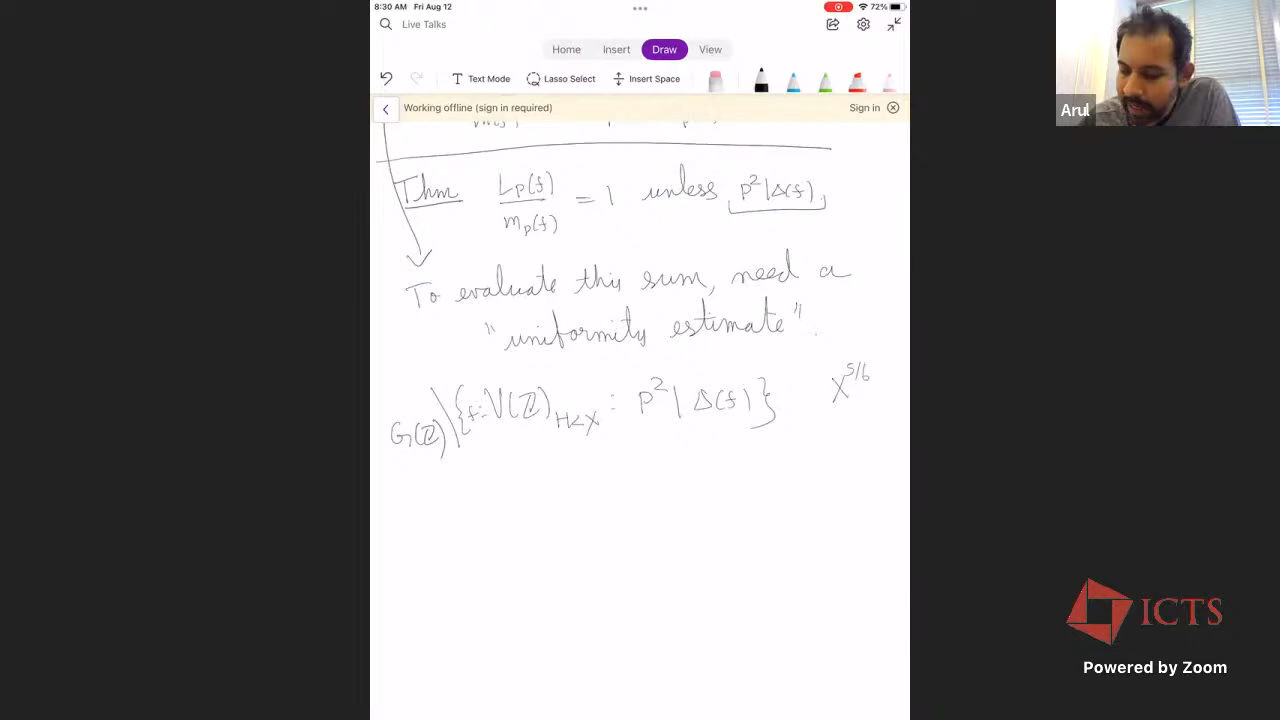 8:30 AM Fri Aug 12
72%
Live Talks
Home Insert Draw View
Text Mode Lasso Select Insert Space
Working offline (sign in required) Sign in
Arul
Thm L_p(f)/m_p(f) = 1 unless p²|Δ(f).
To evaluate this sum, need a
"uniformity estimate".
G(Z)\{f∈V(Z)_{H<X} : p²|Δ(f)} X^{5/6}
ICTS
Powered by Zoom